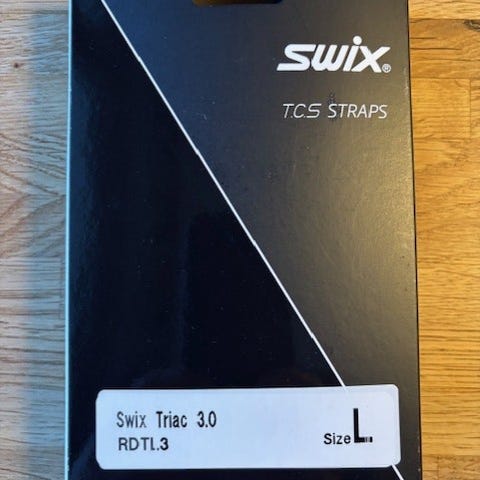 SWIX®
T.C.S STRAPS
Swix Triac 3.0
RDTL.3
Size L